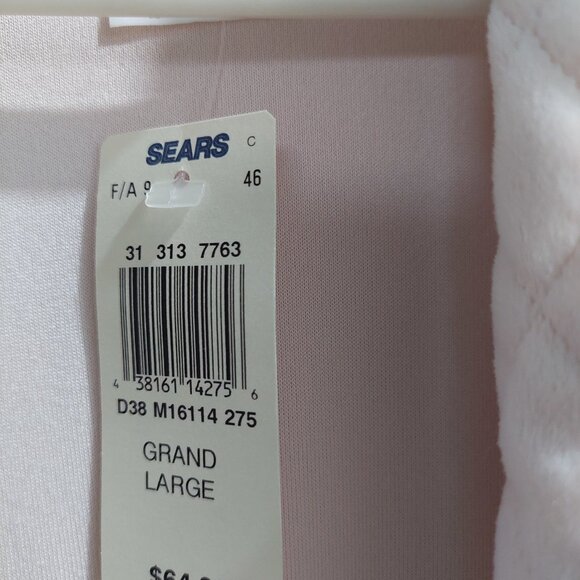 SEARS C
F/A 9 46
31 313 7763
4 38161 14275 6
D38 M16114 275
GRAND
LARGE